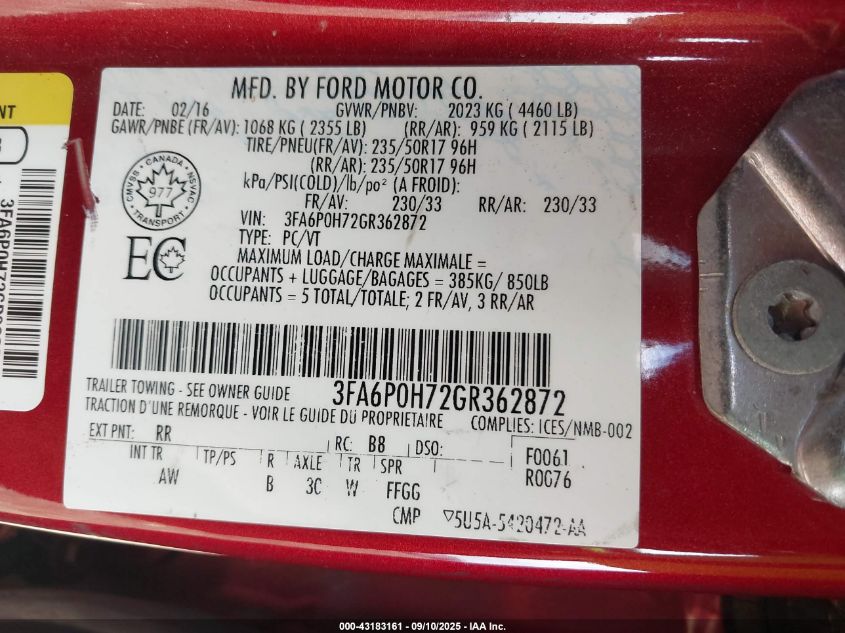 NT
3FA6P0H72GR
MFD. BY FORD MOTOR CO.
DATE: 02/16 GVWR/PNBV: 2023 KG ( 4460 LB)
GAWR/PNBE (FR/AV): 1068 KG ( 2355 LB) (RR/AR): 959 KG ( 2115 LB)
TIRE/PNEU(FR/AV): 235/50R17 96H
(RR/AR): 235/50R17 96H
kPa/PSI(COLD)/lb/po² (A FROID):
FR/AV: 230/33 RR/AR: 230/33
VIN: 3FA6P0H72GR362872
TYPE: PC/VT
MAXIMUM LOAD/CHARGE MAXIMALE =
OCCUPANTS + LUGGAGE/BAGAGES = 385KG/ 850LB
OCCUPANTS = 5 TOTAL/TOTALE; 2 FR/AV, 3 RR/AR
CANADA
CMVSS NSVAC
977
TRANSPORT
EC
3FA6P0H72GR362872
TRAILER TOWING - SEE OWNER GUIDE
TRACTION D'UNE REMORQUE - VOIR LE GUIDE DU PROPRIETAIRE
COMPLIES: ICES/NMB-002
EXT PNT: RR RC: B8 DSO: F0061
INT TR TP/PS R AXLE TR SPR R0C76
AW B 3C W FFGG
CMP ▽5U5A-5420472-AA
000-43183161 - 09/10/2025 - IAA Inc.